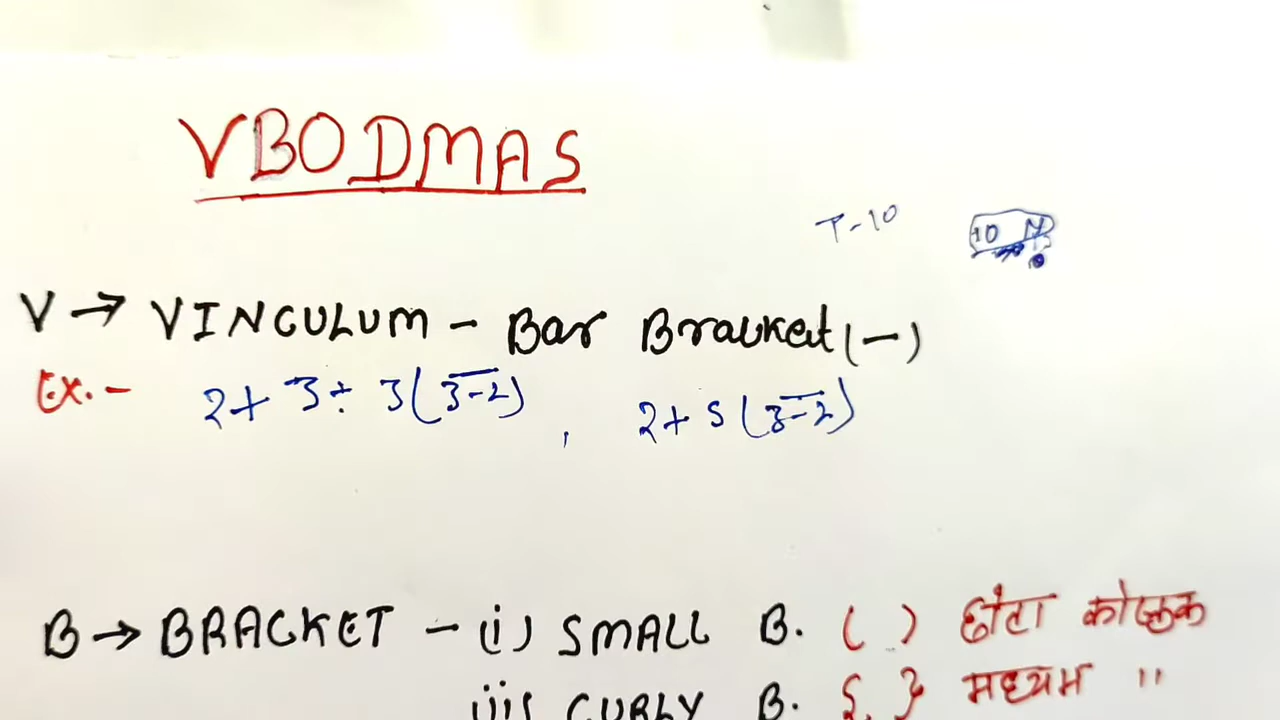 VBODMAS
T-10
10 M
V → VINCULUM - Bar Bracket (—)
Ex.- 2+ 3÷ 3(3̅-̅2̅) , 2+ 5(3̅-̅2̅)
B → BRACKET - (i) SMALL B. ( ) छोटा कोष्ठक
(ii) CURLY B. { } मध्यम "